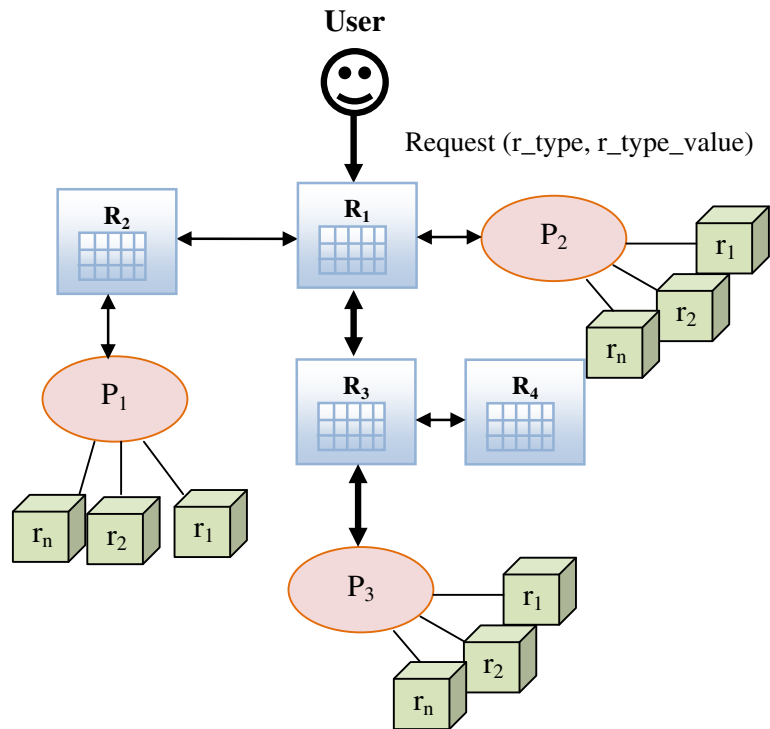 User
Request (r_type, r_type_value)
R₂
R₁
P₂
r₁
r₂
rₙ
P₁
R₃
R₄
rₙ
r₂
r₁
P₃
r₁
r₂
rₙ